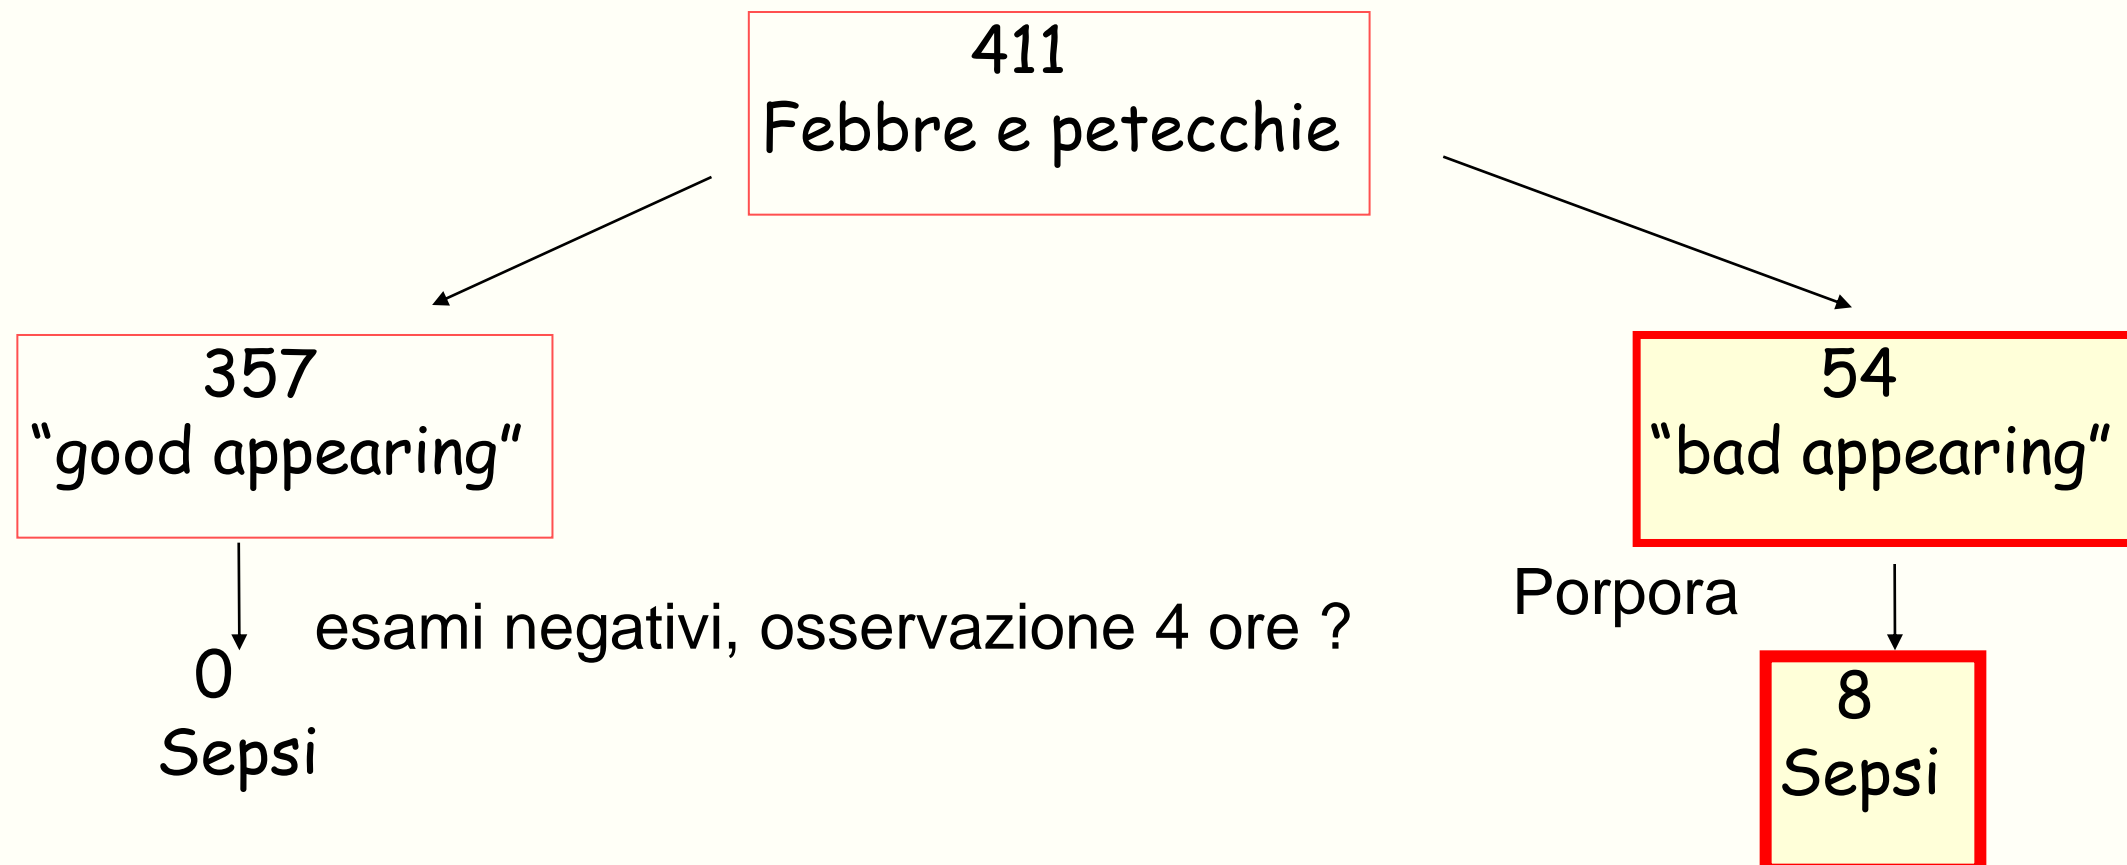 411
Febbre e petecchie
357
“good appearing”
54
“bad appearing”
esami negativi, osservazione 4 ore ?
Porpora
0
Sepsi
8
Sepsi